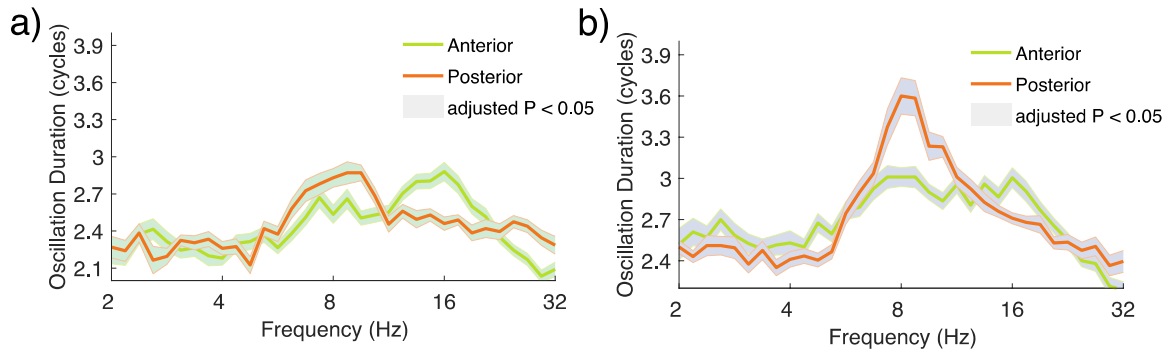 a)
Oscillation Duration (cycles)
3.9
3.6
3.3
3
2.7
2.4
2.1
Anterior
Posterior
adjusted P < 0.05
2
4
8
16
32
Frequency (Hz)
b)
Oscillation Duration (cycles)
3.9
3.6
3.3
3
2.7
2.4
Anterior
Posterior
adjusted P < 0.05
2
4
8
16
32
Frequency (Hz)